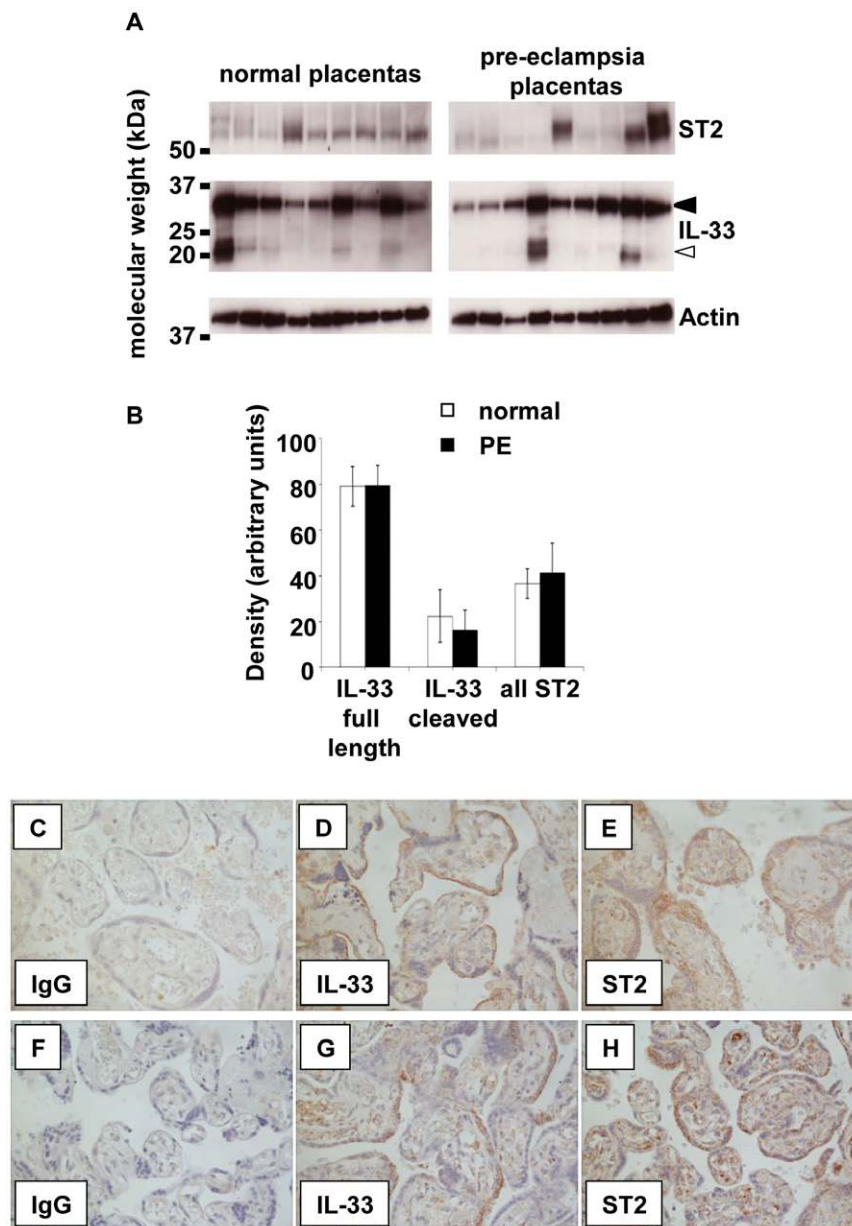 A
normal placentas
pre-eclampsia
placentas
molecular weight (kDa)
50
ST2
37
25
20
IL-33
37
Actin
B
normal
PE
Density (arbitrary units)
100
80
60
40
20
0
IL-33
full
length
IL-33
cleaved
all ST2
C
IgG
D
IL-33
E
ST2
F
IgG
G
IL-33
H
ST2